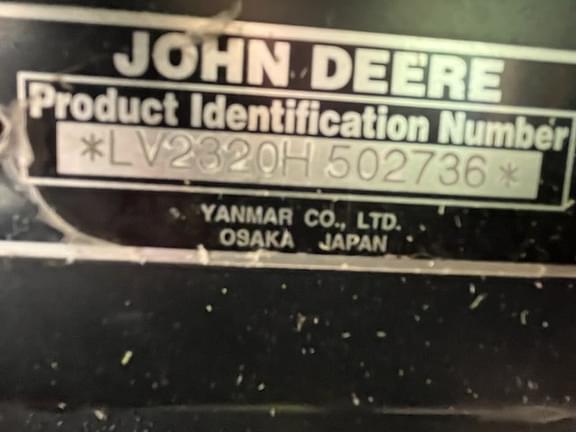 JOHN DEERE
Product Identification Number
*LV2320H 502736*
YANMAR CO., LTD.
OSAKA JAPAN